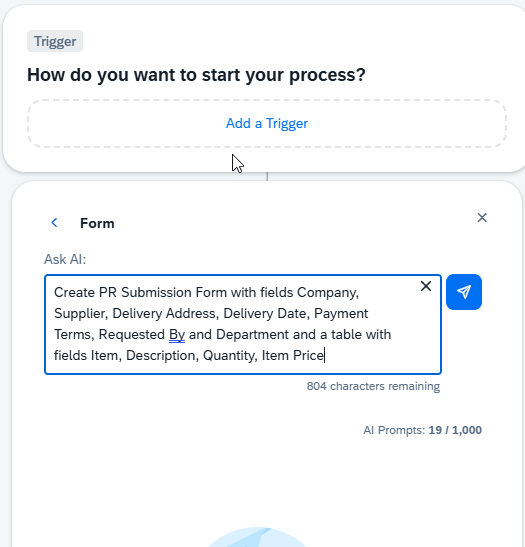 Trigger
How do you want to start your process?
Add a Trigger
Form
Ask AI:
Create PR Submission Form with fields Company,
Supplier, Delivery Address, Delivery Date, Payment
Terms, Requested By and Department and a table with
fields Item, Description, Quantity, Item Price
804 characters remaining
AI Prompts: 19 / 1,000